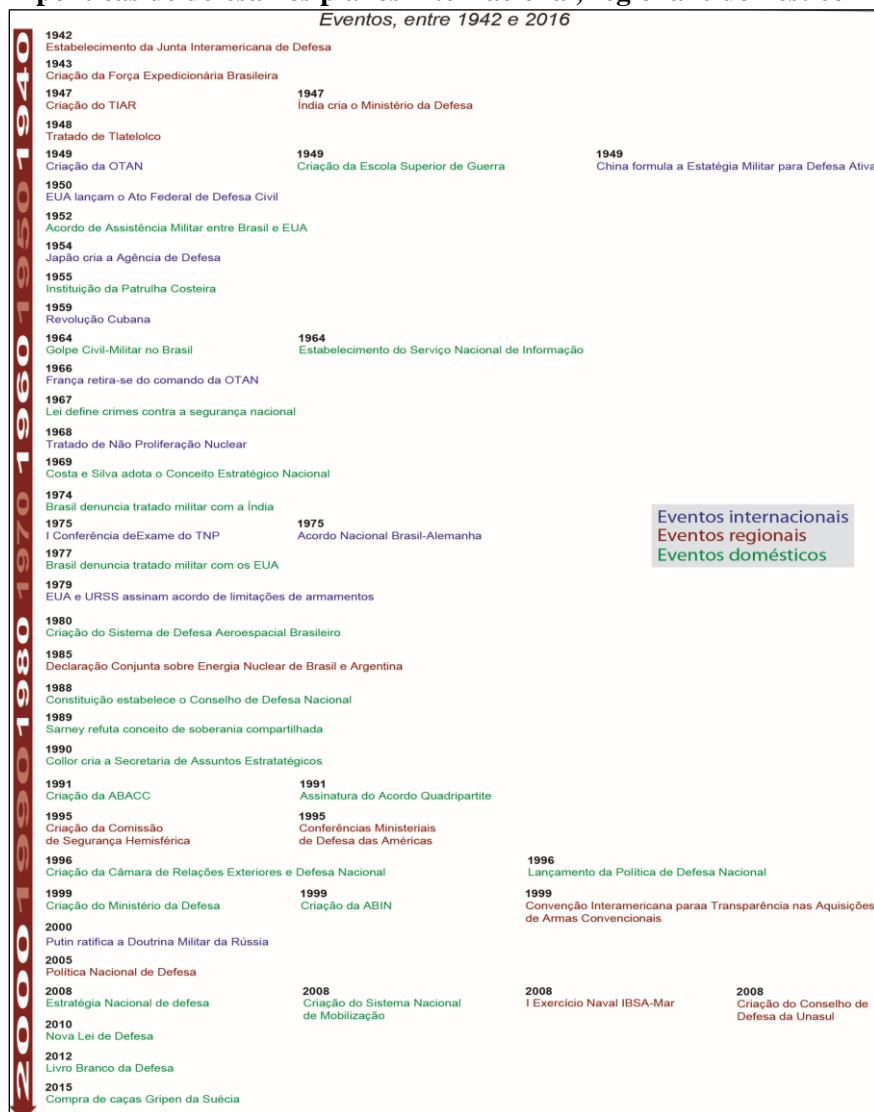 políticas de defesa nos planos internacional, regional e doméstico
Eventos, entre 1942 e 2016
1940
1950
1960
1970
1980
1990
2000
1942
Estabelecimento da Junta Interamericana de Defesa
1943
Criação da Força Expedicionária Brasileira
1947
Criação do TIAR
1947
Índia cria o Ministério da Defesa
1948
Tratado de Tlatelolco
1949
Criação da OTAN
1949
Criação da Escola Superior de Guerra
1949
China formula a Estatégia Militar para Defesa Ativa
1950
EUA lançam o Ato Federal de Defesa Civil
1952
Acordo de Assistência Militar entre Brasil e EUA
1954
Japão cria a Agência de Defesa
1955
Instituição da Patrulha Costeira
1959
Revolução Cubana
1964
Golpe Civil-Militar no Brasil
1964
Estabelecimento do Serviço Nacional de Informação
1966
França retira-se do comando da OTAN
1967
Lei define crimes contra a segurança nacional
1968
Tratado de Não Proliferação Nuclear
1969
Costa e Silva adota o Conceito Estratégico Nacional
1974
Brasil denuncia tratado militar com a Índia
1975
I Conferência deExame do TNP
1975
Acordo Nacional Brasil-Alemanha
1977
Brasil denuncia tratado militar com os EUA
1979
EUA e URSS assinam acordo de limitações de armamentos
Eventos internacionais
Eventos regionais
Eventos domésticos
1980
Criação do Sistema de Defesa Aeroespacial Brasileiro
1985
Declaração Conjunta sobre Energia Nuclear de Brasil e Argentina
1988
Constituição estabelece o Conselho de Defesa Nacional
1989
Sarney refuta conceito de soberania compartilhada
1990
Collor cria a Secretaria de Assuntos Estratatégicos
1991
Criação da ABACC
1991
Assinatura do Acordo Quadripartite
1995
Criação da Comissão
de Segurança Hemisférica
1995
Conferências Ministeriais
de Defesa das Américas
1996
Criação da Câmara de Relações Exteriores e Defesa Nacional
1996
Lançamento da Política de Defesa Nacional
1999
Criação do Ministério da Defesa
1999
Criação da ABIN
1999
Convenção Interamericana paraa Transparência nas Aquisições
de Armas Convencionais
2000
Putin ratifica a Doutrina Militar da Rússia
2005
Política Nacional de Defesa
2008
Estratégia Nacional de defesa
2008
Criação do Sistema Nacional
de Mobilização
2008
I Exercício Naval IBSA-Mar
2008
Criação do Conselho de
Defesa da Unasul
2010
Nova Lei de Defesa
2012
Livro Branco da Defesa
2015
Compra de caças Gripen da Suécia